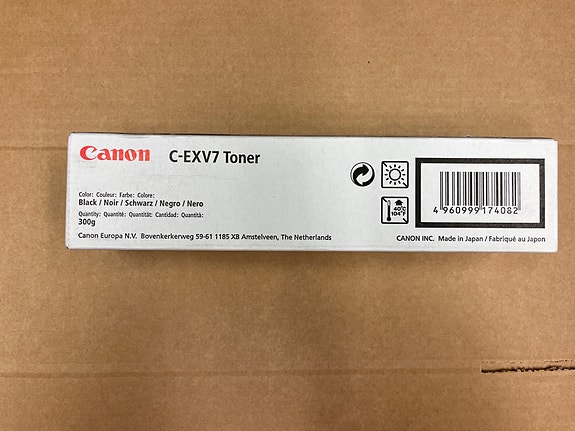 Canon C-EXV7 Toner
Color: Couleur: Farbe: Colore:
Black / Noir / Schwarz / Negro / Nero
Quantity: Quantité: Quantität: Cantidad: Quantità:
300g
Canon Europa N.V. Bovenkerkerweg 59-61 1185 XB Amstelveen, The Netherlands
40°C
104°F
4 960999 174082
CANON INC. Made in Japan / Fabriqué au Japon